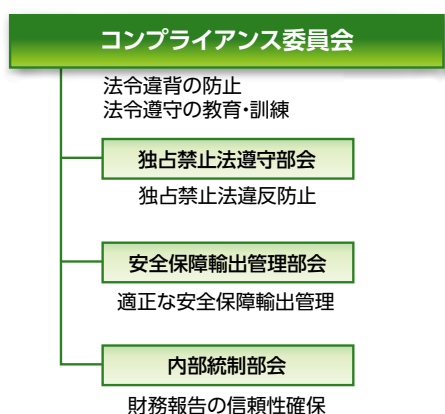 コンプライアンス委員会
法令違背の防止
法令遵守の教育・訓練
独占禁止法遵守部会
独占禁止法違反防止
安全保障輸出管理部会
適正な安全保障輸出管理
内部統制部会
財務報告の信頼性確保